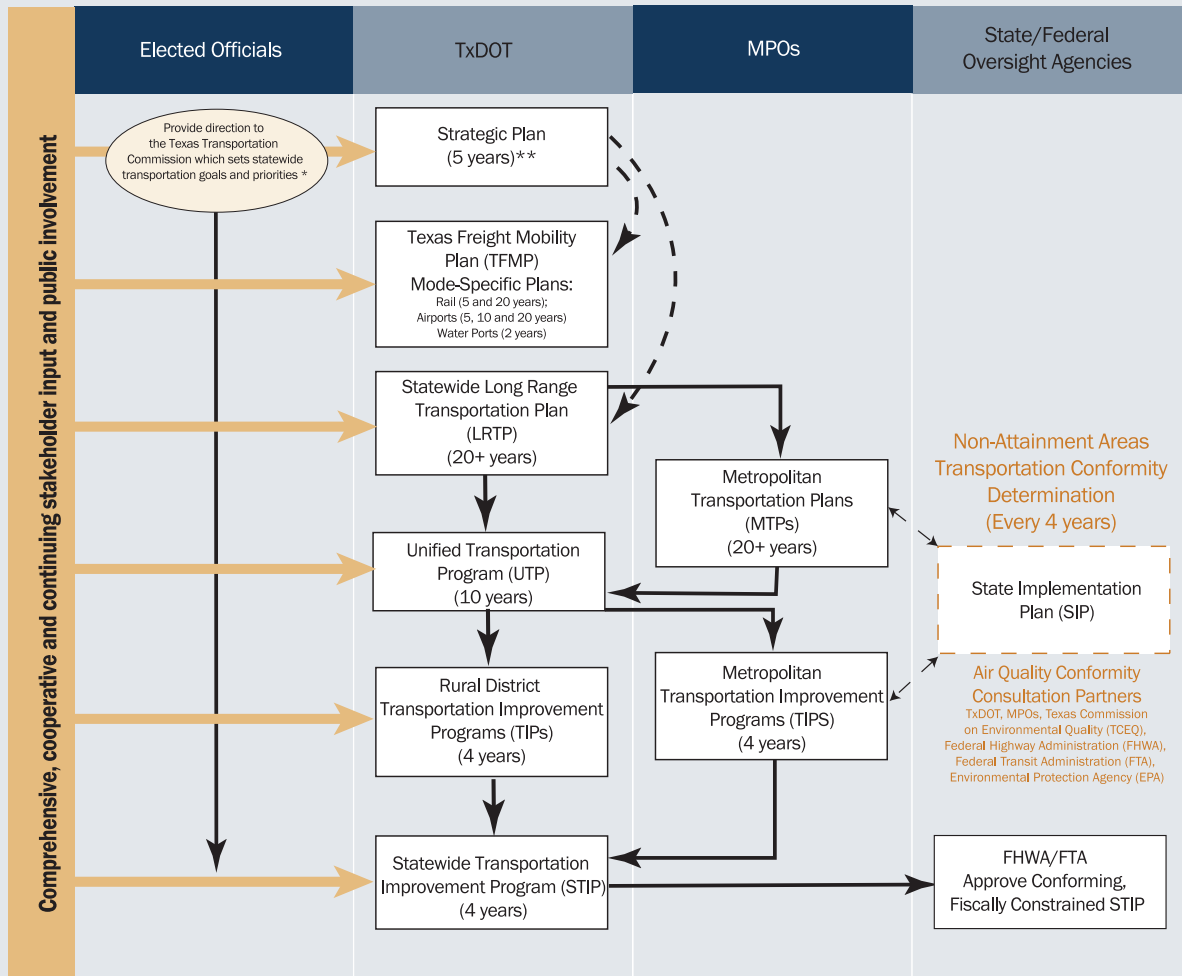 Elected Officials
TxDOT
MPOs
State/Federal
Oversight Agencies
Comprehensive, cooperative and continuing stakeholder input and public involvement
Provide direction to
the Texas Transportation
Commission which sets statewide
transportation goals and priorities *
Strategic Plan
(5 years)**
Texas Freight Mobility
Plan (TFMP)
Mode-Specific Plans:
Rail (5 and 20 years);
Airports (5, 10 and 20 years)
Water Ports (2 years)
Statewide Long Range
Transportation Plan
(LRTP)
(20+ years)
Metropolitan
Transportation Plans
(MTPs)
(20+ years)
Non-Attainment Areas
Transportation Conformity
Determination
(Every 4 years)
Unified Transportation
Program (UTP)
(10 years)
State Implementation
Plan (SIP)
Rural District
Transportation Improvement
Programs (TIPs)
(4 years)
Metropolitan
Transportation Improvement
Programs (TIPS)
(4 years)
Air Quality Conformity
Consultation Partners
TxDOT, MPOs, Texas Commission
on Environmental Quality (TCEQ),
Federal Highway Administration (FHWA),
Federal Transit Administration (FTA),
Environmental Protection Agency (EPA)
Statewide Transportation
Improvement Program (STIP)
(4 years)
FHWA/FTA
Approve Conforming,
Fiscally Constrained STIP